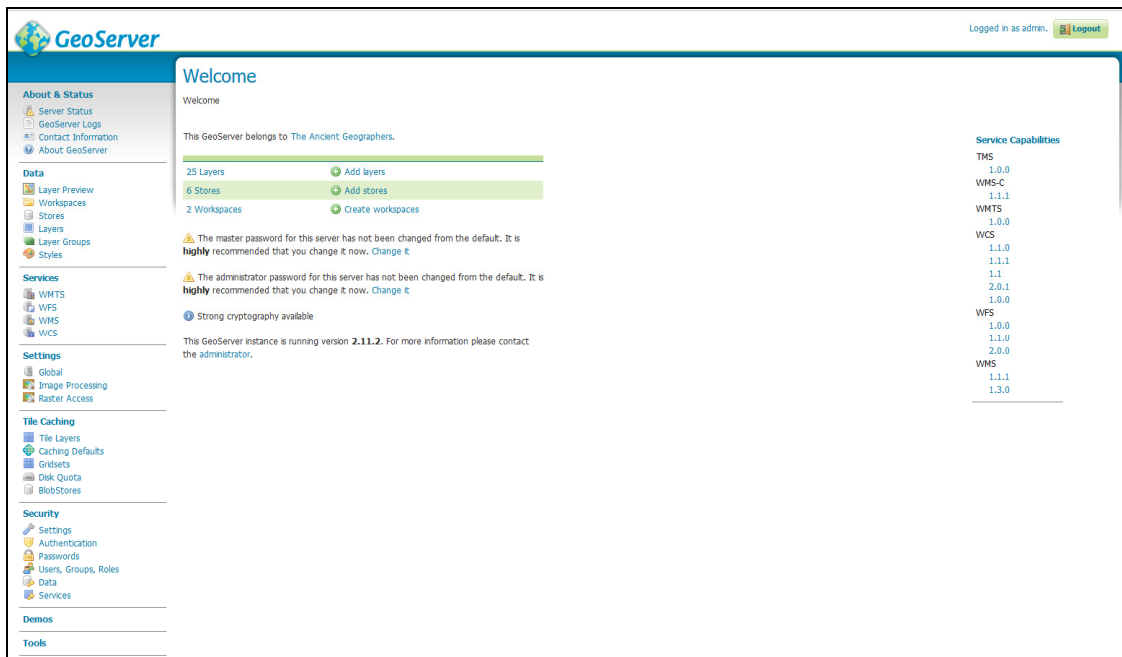 GeoServer
Logged in as admin.
Logout
About & Status
Server Status
GeoServer Logs
Contact Information
About GeoServer
Data
Layer Preview
Workspaces
Stores
Layers
Layer Groups
Styles
Services
WMTS
WFS
WMS
WCS
Settings
Global
Image Processing
Raster Access
Tile Caching
Tile Layers
Caching Defaults
Gridsets
Disk Quota
BlobStores
Security
Settings
Authentication
Passwords
Users, Groups, Roles
Data
Services
Demos
Tools
Welcome
Welcome
This GeoServer belongs to The Ancient Geographers.
25 Layers Add layers
6 Stores Add stores
2 Workspaces Create workspaces
The master password for this server has not been changed from the default. It is
highly recommended that you change it now. Change it
The administrator password for this server has not been changed from the default. It is
highly recommended that you change it now. Change it
Strong cryptography available
This GeoServer instance is running version 2.11.2. For more information please contact
the administrator.
Service Capabilities
TMS
1.0.0
WMS-C
1.1.1
WMTS
1.0.0
WCS
1.1.0
1.1.1
1.1
2.0.1
1.0.0
WFS
1.0.0
1.1.0
2.0.0
WMS
1.1.1
1.3.0